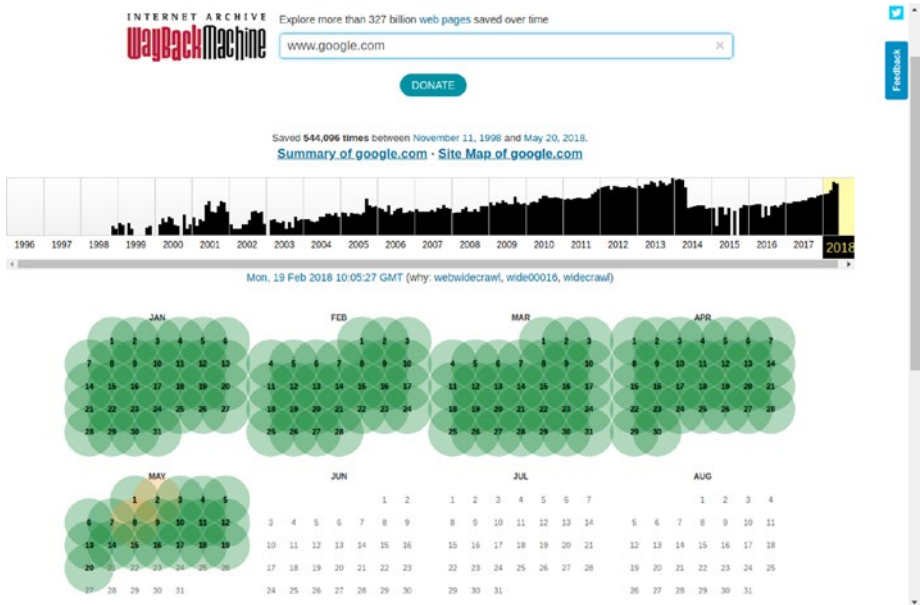 INTERNET ARCHIVE
WayBackMachine
Explore more than 327 billion web pages saved over time
www.google.com ×
DONATE
Feedback
Saved 544,096 times between November 11, 1998 and May 20, 2018.
Summary of google.com · Site Map of google.com
1996 1997 1998 1999 2000 2001 2002 2003 2004 2005 2006 2007 2008 2009 2010 2011 2012 2013 2014 2015 2016 2017 2018
Mon, 19 Feb 2018 10:05:27 GMT (why: webwidecrawl, wide00016, widecrawl)
JAN FEB MAR APR
1 2 3 4 5 6 1 2 3 1 2 3 1 2 3 4 5 6 7
7 8 9 10 11 12 13 4 5 6 7 8 9 10 4 5 6 7 8 9 10 8 9 10 11 12 13 14
14 15 16 17 18 19 20 11 12 13 14 15 16 17 11 12 13 14 15 16 17 15 16 17 18 19 20 21
21 22 23 24 25 26 27 18 19 20 21 22 23 24 18 19 20 21 22 23 24 22 23 24 25 26 27 28
28 29 30 31 25 26 27 28 25 26 27 28 29 30 31 29 30
MAY JUN JUL AUG
1 2 3 4 5 1 2 1 2 3 4 5 6 7 1 2 3 4
6 7 8 9 10 11 12 3 4 5 6 7 8 9 8 9 10 11 12 13 14 5 6 7 8 9 10 11
13 14 15 16 17 18 19 10 11 12 13 14 15 16 15 16 17 18 19 20 21 12 13 14 15 16 17 18
20 21 22 23 24 25 26 17 18 19 20 21 22 23 22 23 24 25 26 27 28 19 20 21 22 23 24 25
27 28 29 30 31 24 25 26 27 28 29 30 29 30 31 26 27 28 29 30 31